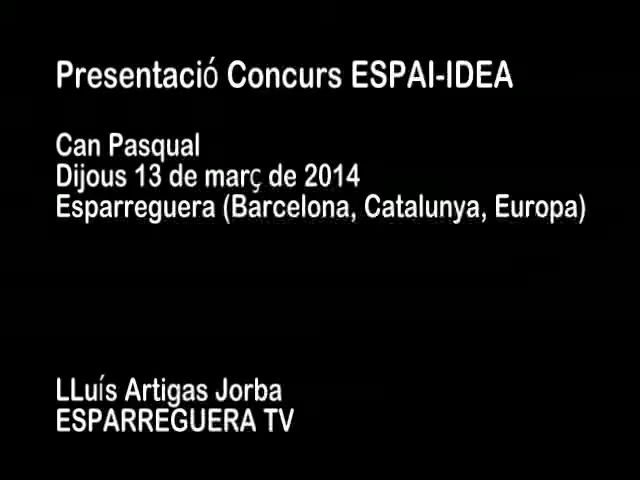 Presentació Concurs ESPAI-IDEA
Can Pasqual
Dijous 13 de març de 2014
Esparreguera (Barcelona, Catalunya, Europa)
LLuís Artigas Jorba
ESPARREGUERA TV